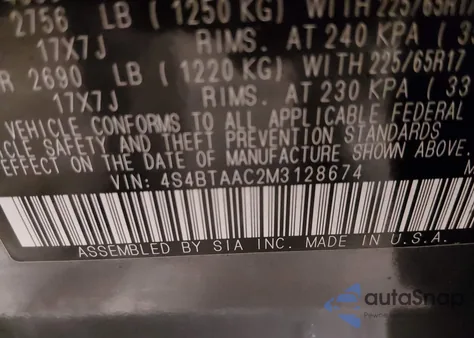 2756 LB (1250 KG) WITH 225/65R17
17X7J RIMS. AT 240 KPA (35
R 2690 LB (1220 KG) WITH 225/65R17
17X7J RIMS. AT 230 KPA (33
VEHICLE CONFORMS TO ALL APPLICABLE FEDERAL
CLE SAFETY AND THEFT PREVENTION STANDARDS
ECT ON THE DATE OF MANUFACTURE SHOWN ABOVE.
VIN: 4S4BTAAC2M3128674
ASSEMBLED BY SIA INC. MADE IN U.S.A.
autoSnap